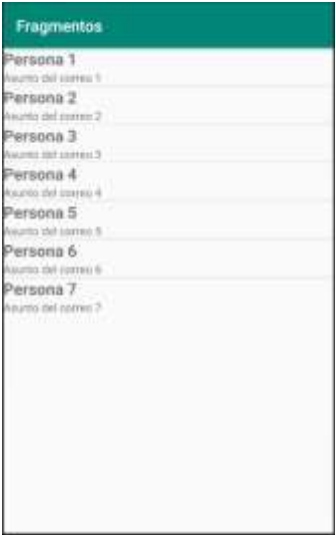 Fragmentos
Persona 1
Asunto del correo 1
Persona 2
Asunto del correo 2
Persona 3
Asunto del correo 3
Persona 4
Asunto del correo 4
Persona 5
Asunto del correo 5
Persona 6
Asunto del correo 6
Persona 7
Asunto del correo 7